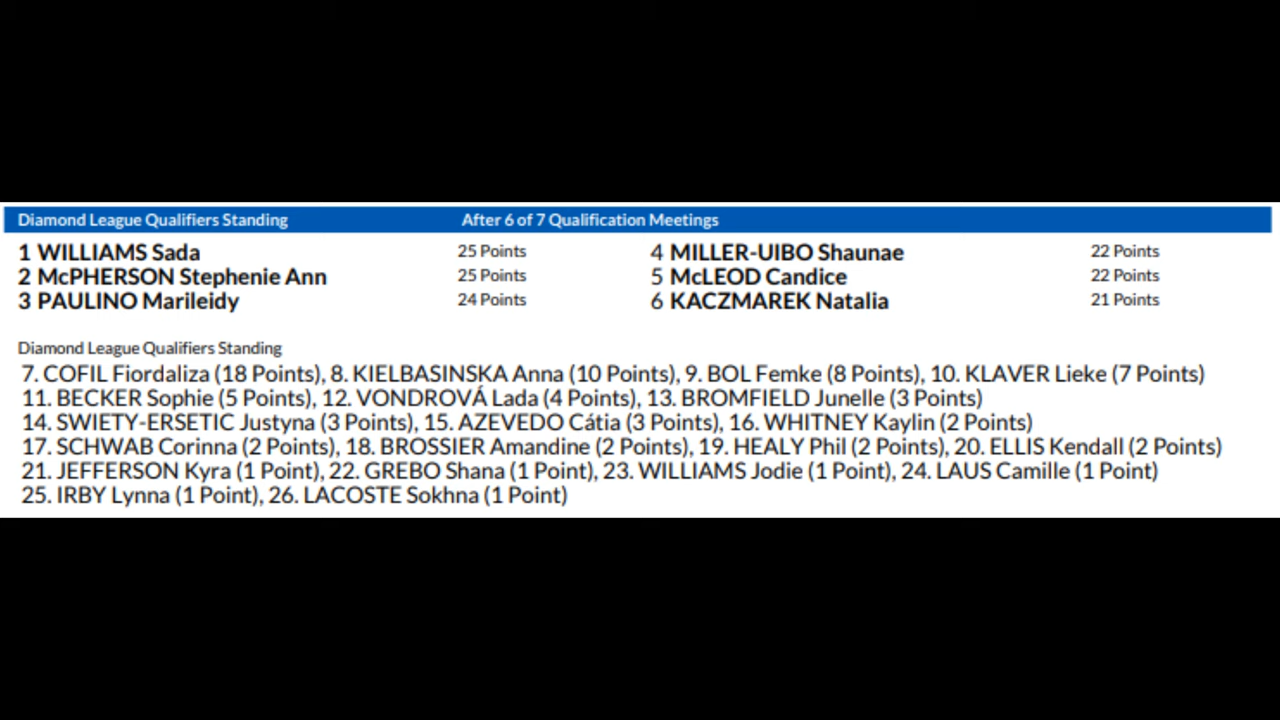 Diamond League Qualifiers Standing After 6 of 7 Qualification Meetings
1 WILLIAMS Sada 25 Points 4 MILLER-UIBO Shaunae 22 Points
2 McPHERSON Stephenie Ann 25 Points 5 McLEOD Candice 22 Points
3 PAULINO Marileidy 24 Points 6 KACZMAREK Natalia 21 Points
Diamond League Qualifiers Standing
7. COFIL Fiordaliza (18 Points), 8. KIELBASINSKA Anna (10 Points), 9. BOL Femke (8 Points), 10. KLAVER Lieke (7 Points)
11. BECKER Sophie (5 Points), 12. VONDROVÁ Lada (4 Points), 13. BROMFIELD Junelle (3 Points)
14. SWIETY-ERSETIC Justyna (3 Points), 15. AZEVEDO Cátia (3 Points), 16. WHITNEY Kaylin (2 Points)
17. SCHWAB Corinna (2 Points), 18. BROSSIER Amandine (2 Points), 19. HEALY Phil (2 Points), 20. ELLIS Kendall (2 Points)
21. JEFFERSON Kyra (1 Point), 22. GREBO Shana (1 Point), 23. WILLIAMS Jodie (1 Point), 24. LAUS Camille (1 Point)
25. IRBY Lynna (1 Point), 26. LACOSTE Sokhna (1 Point)